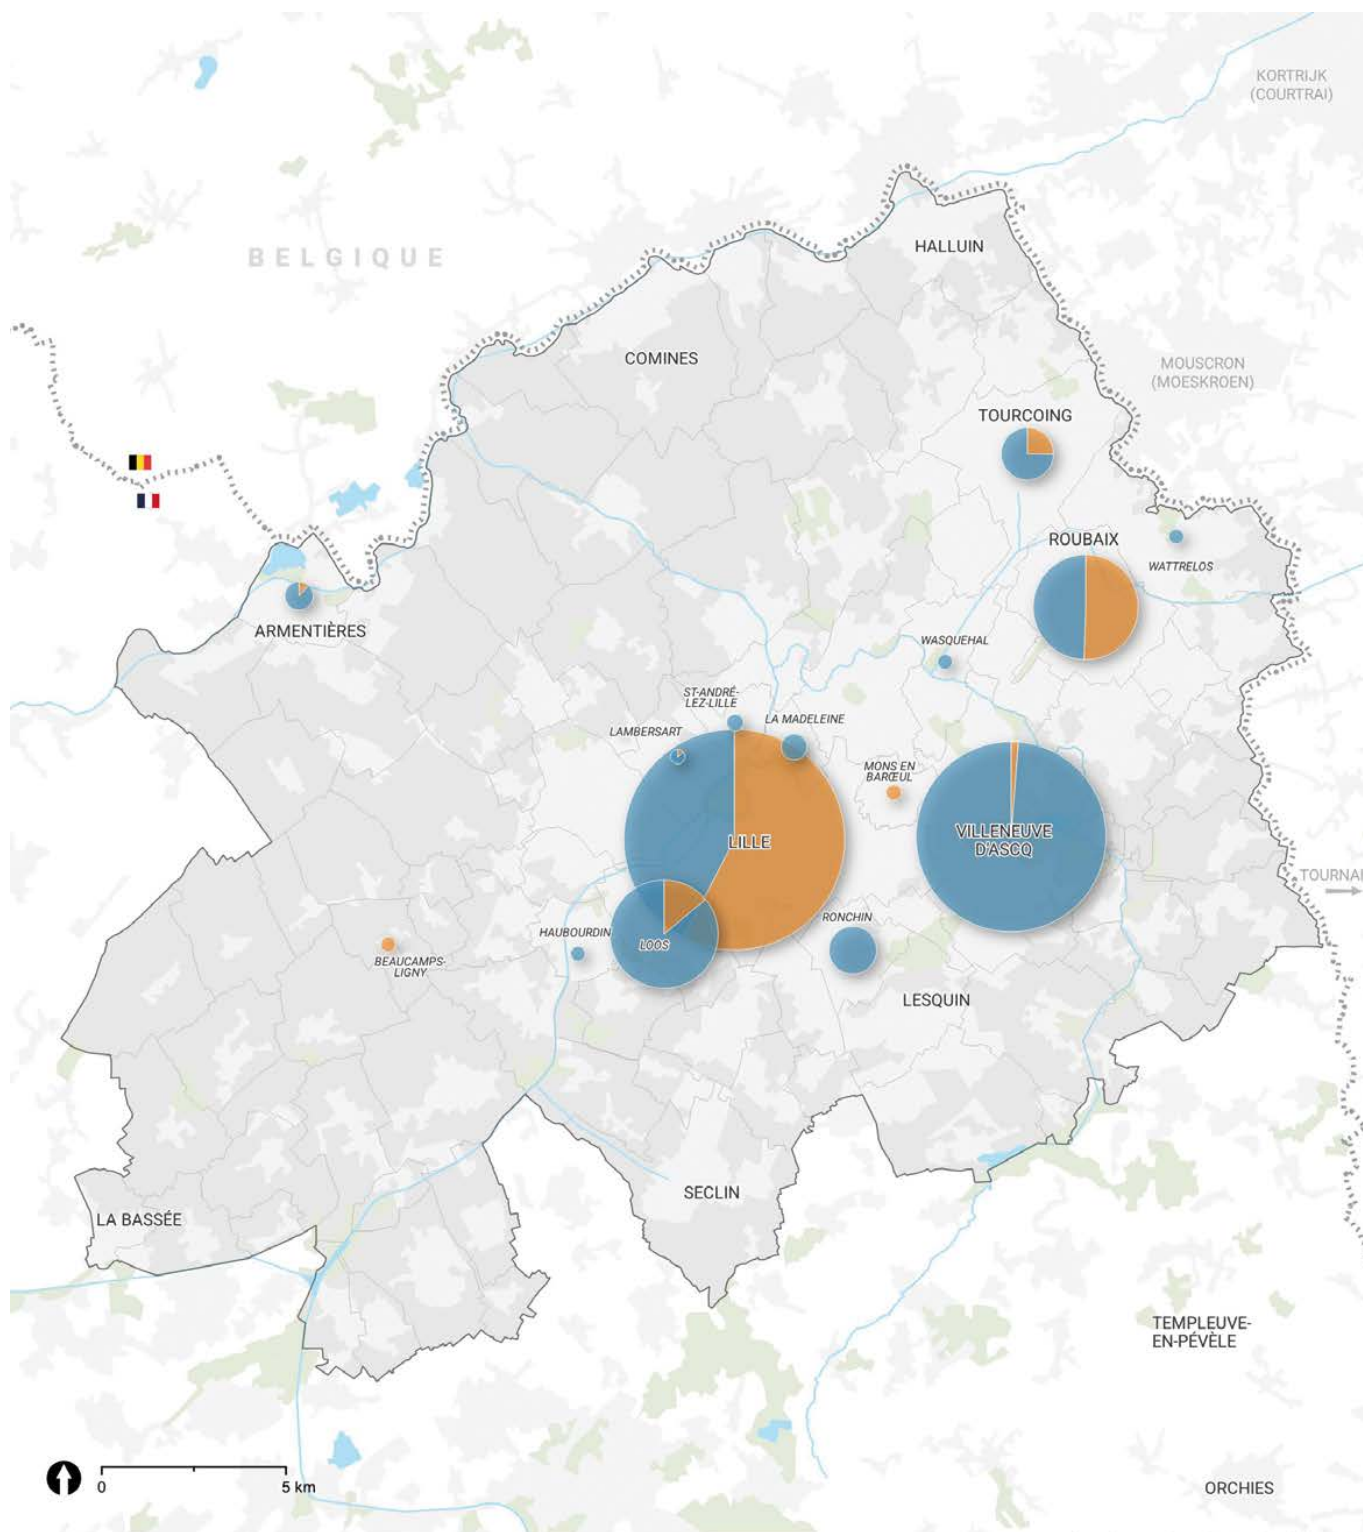 KORTRIJK
(COURTRAI)
HALLUIN
BELGIQUE
COMINES
MOUSCRON
(MOESKROEN)
TOURCOING
ROUBAIX
WATTRELOS
ARMENTIÈRES
WASQUEHAL
ST-ANDRÉ-
LEZ-LILLE
LA MADELEINE
LAMBERSART
MONS EN
BARŒUL
LILLE
VILLENEUVE
D'ASCQ
TOURNAI
RONCHIN
HAUBOURDIN
LOOS
BEAUCAMPS-
LIGNY
LESQUIN
SECLIN
LA BASSÉE
TEMPLEUVE-
EN-PÉVÈLE
0
5 km
ORCHIES